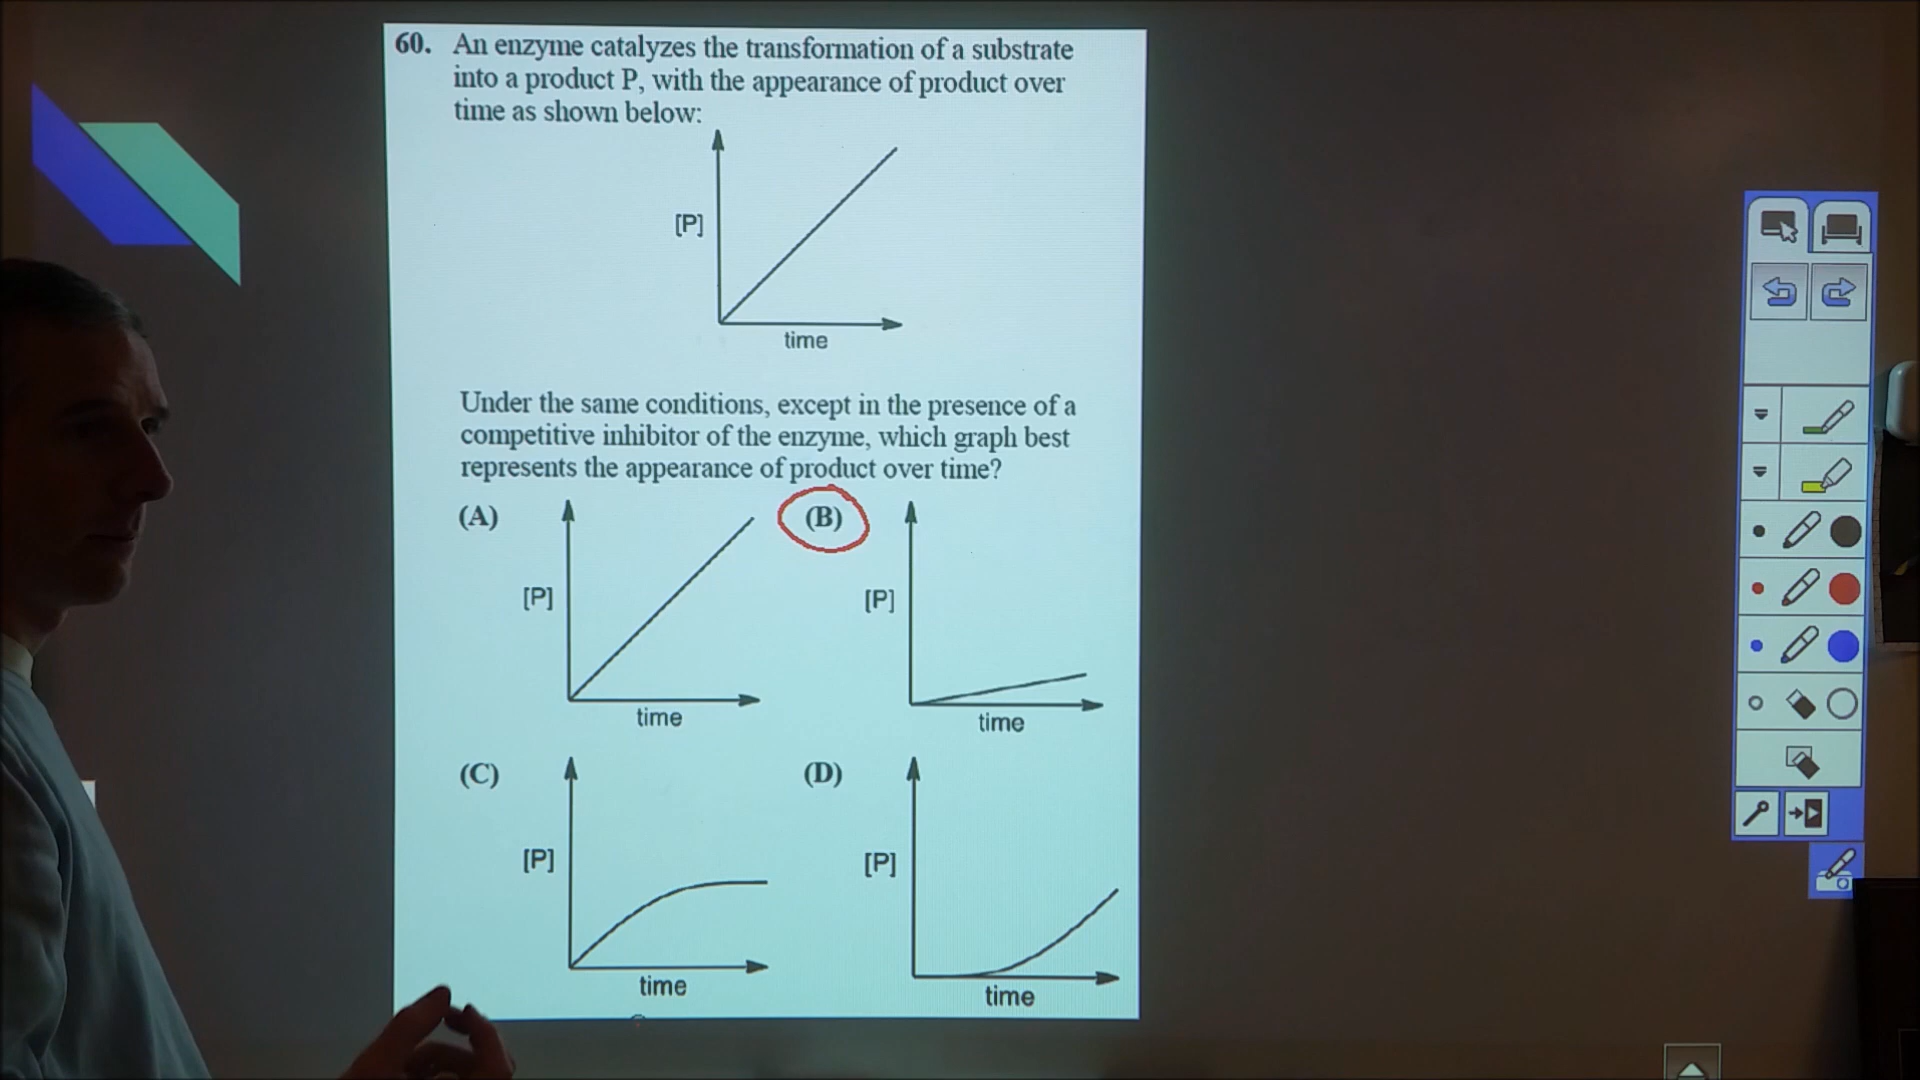 60. An enzyme catalyzes the transformation of a substrate
into a product P, with the appearance of product over
time as shown below:
[P]
time
Under the same conditions, except in the presence of a
competitive inhibitor of the enzyme, which graph best
represents the appearance of product over time?
(A)
[P]
time
(B)
[P]
time
(C)
[P]
time
(D)
[P]
time